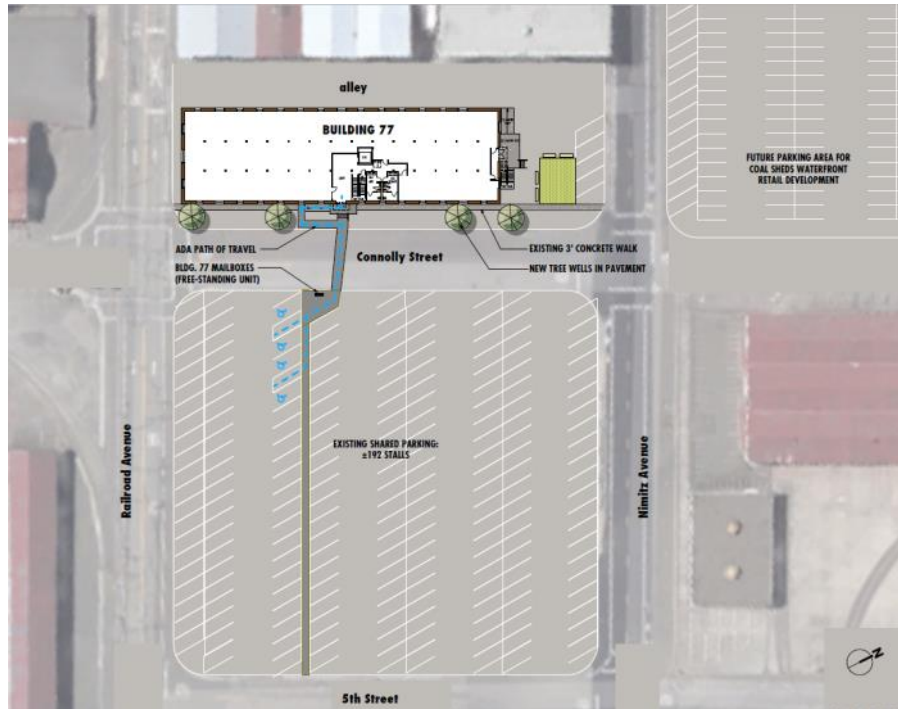 alley
BUILDING 77
FUTURE PARKING AREA FOR
COAL SHEDS WATERFRONT
RETAIL DEVELOPMENT
ADA PATH OF TRAVEL
BLDG. 77 MAILBOXES
(FREE-STANDING UNIT)
Connolly Street
EXISTING 3' CONCRETE WALK
NEW TREE WELLS IN PAVEMENT
EXISTING SHARED PARKING:
±192 STALLS
Railroad Avenue
Nimitz Avenue
5th Street
N